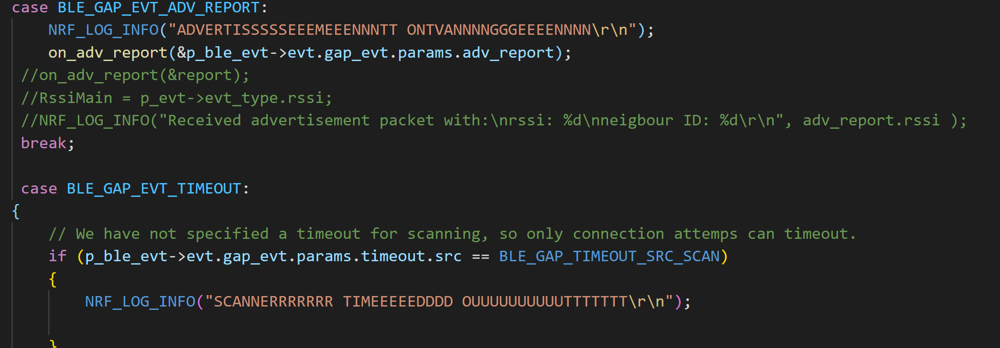 case BLE_GAP_EVT_ADV_REPORT:
NRF_LOG_INFO("ADVERTISSSSSEEEMEEENNNTT ONTVANNNNGGGEEEENNNN\r\n");
on_adv_report(&p_ble_evt->evt.gap_evt.params.adv_report);
//on_adv_report(&report);
//RssiMain = p_evt->evt_type.rssi;
//NRF_LOG_INFO("Received advertisement packet with:\nrssi: %d\nneigbour ID: %d\r\n", adv_report.rssi );
break;
case BLE_GAP_EVT_TIMEOUT:
{
// We have not specified a timeout for scanning, so only connection attemps can timeout.
if (p_ble_evt->evt.gap_evt.params.timeout.src == BLE_GAP_TIMEOUT_SRC_SCAN)
{
NRF_LOG_INFO("SCANNERRRRRRR TIMEEEEEDDDD OUUUUUUUUUUTTTTTTT\r\n");
}